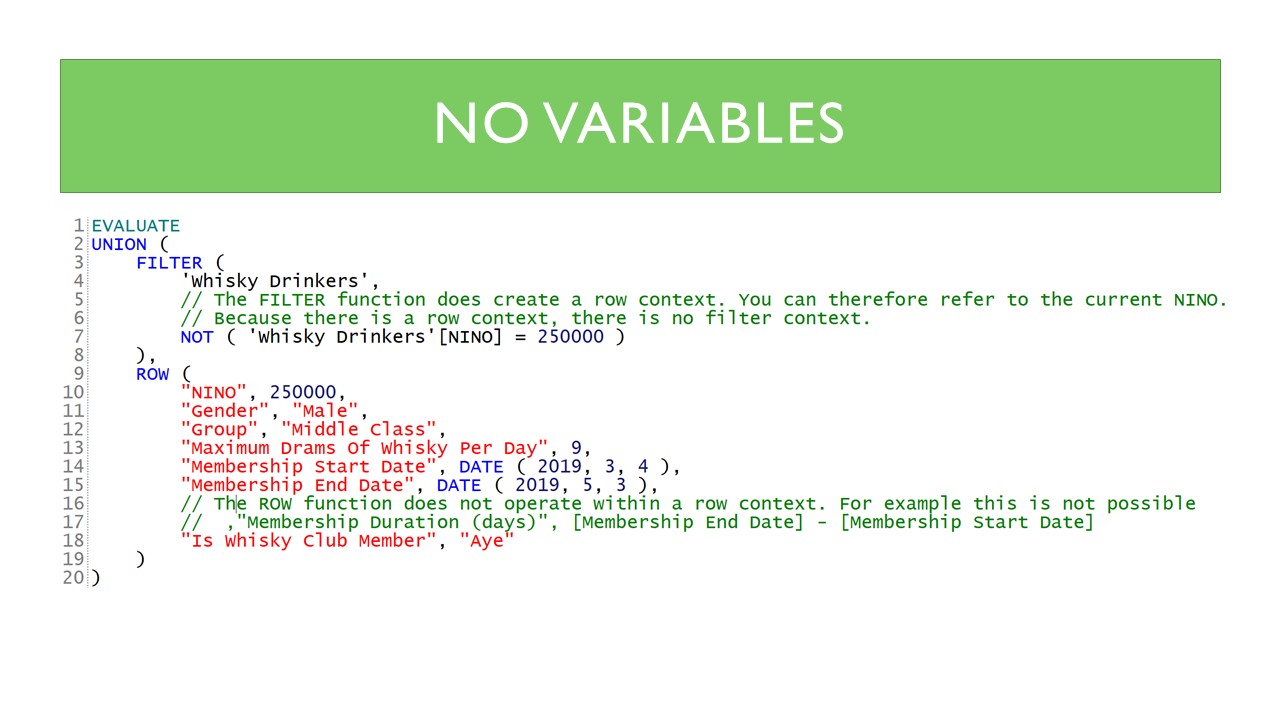 NO VARIABLES
1 EVALUATE
2 UNION (
3     FILTER (
4         'Whisky Drinkers',
5         // The FILTER function does create a row context. You can therefore refer to the current NINO.
6         // Because there is a row context, there is no filter context.
7         NOT ( 'Whisky Drinkers'[NINO] = 250000 )
8     ),
9     ROW (
10         "NINO", 250000,
11         "Gender", "Male",
12         "Group", "Middle Class",
13         "Maximum Drams Of Whisky Per Day", 9,
14         "Membership Start Date", DATE ( 2019, 3, 4 ),
15         "Membership End Date", DATE ( 2019, 5, 3 ),
16         // The ROW function does not operate within a row context. For example this is not possible
17         //  ,"Membership Duration (days)", [Membership End Date] - [Membership Start Date]
18         "Is Whisky Club Member", "Aye"
19     )
20 )